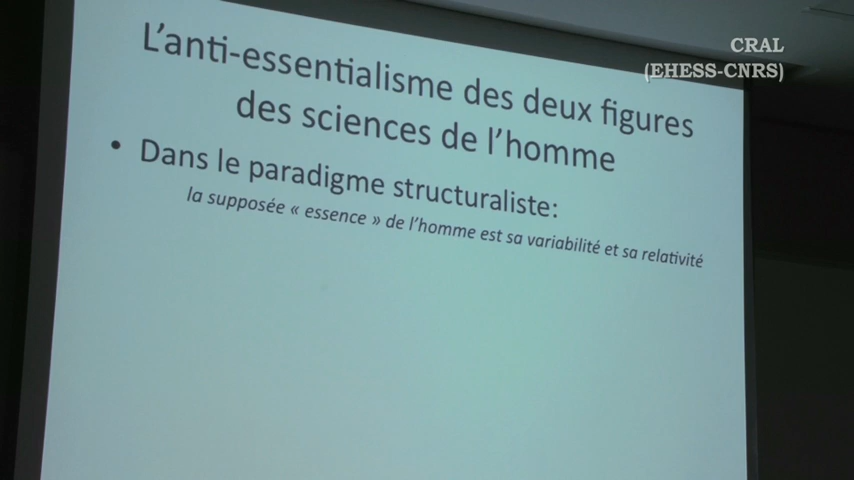 CRAL
(EHESS-CNRS)
L'anti-essentialisme des deux figures
des sciences de l'homme
• Dans le paradigme structuraliste:
la supposée « essence » de l'homme est sa variabilité et sa relativité